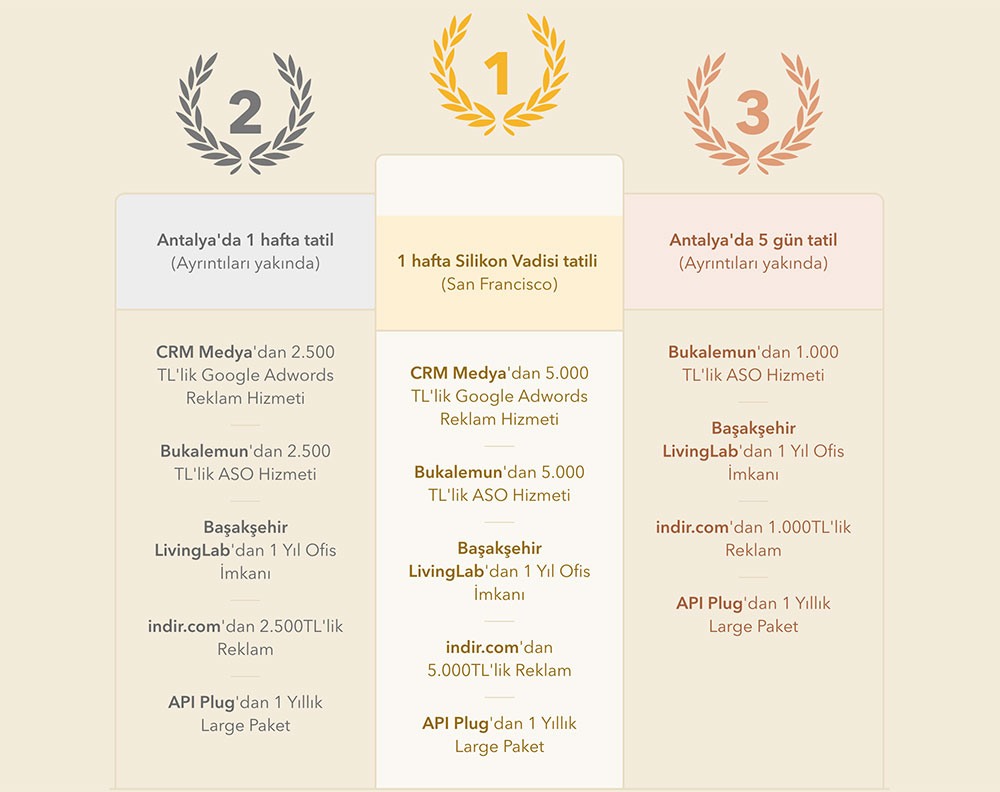 2
Antalya'da 1 hafta tatil
(Ayrıntıları yakında)
CRM Medya'dan 2.500
TL'lik Google Adwords
Reklam Hizmeti
Bukalemun'dan 2.500
TL'lik ASO Hizmeti
Başakşehir
LivingLab'dan 1 Yıl Ofis
İmkanı
indir.com'dan 2.500TL'lik
Reklam
API Plug'dan 1 Yıllık
Large Paket
1
1 hafta Silikon Vadisi tatili
(San Francisco)
CRM Medya'dan 5.000
TL'lik Google Adwords
Reklam Hizmeti
Bukalemun'dan 5.000
TL'lik ASO Hizmeti
Başakşehir
LivingLab'dan 1 Yıl Ofis
İmkanı
indir.com'dan
5.000TL'lik Reklam
API Plug'dan 1 Yıllık
Large Paket
3
Antalya'da 5 gün tatil
(Ayrıntıları yakında)
Bukalemun'dan 1.000
TL'lik ASO Hizmeti
Başakşehir
LivingLab'dan 1 Yıl Ofis
İmkanı
indir.com'dan 1.000TL'lik
Reklam
API Plug'dan 1 Yıllık
Large Paket